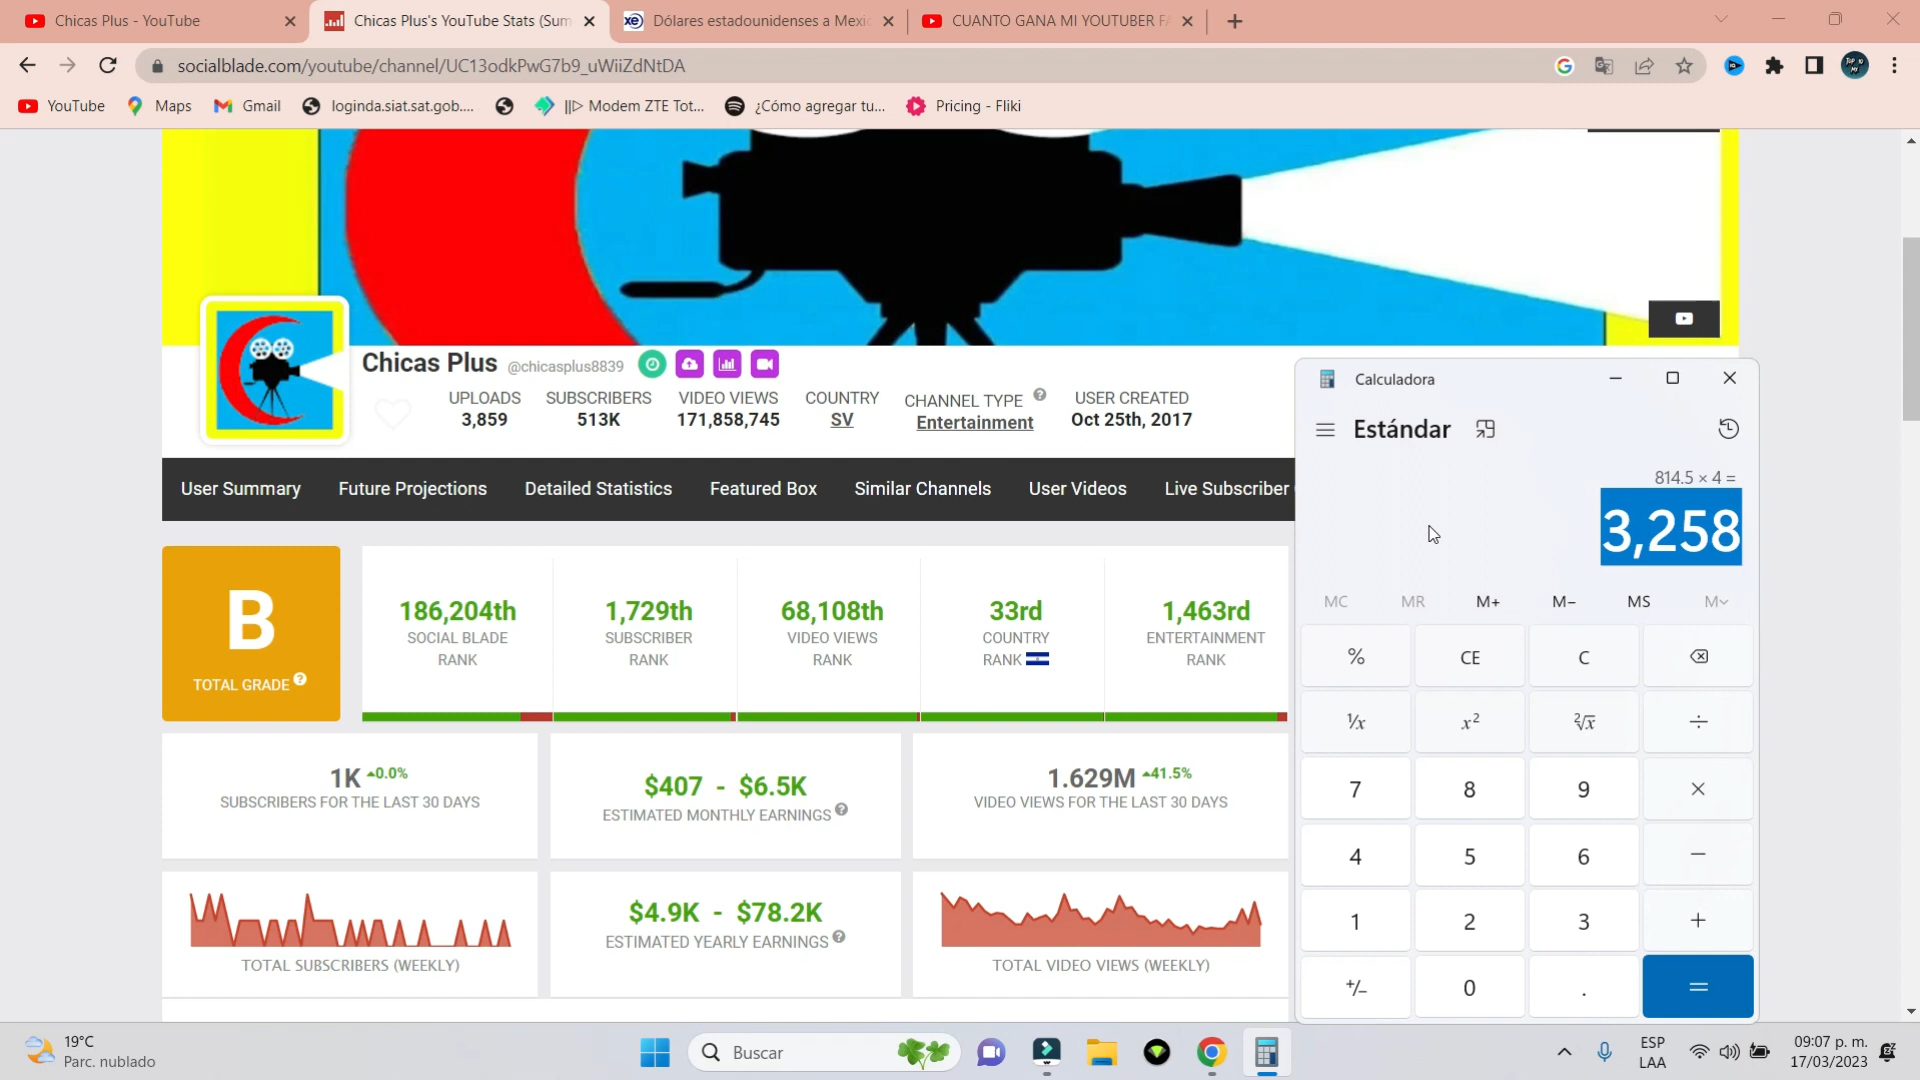 Chicas Plus - YouTube
Chicas Plus's YouTube Stats (Sum
Dólares estadounidenses a Mexic
CUANTO GANA MI YOUTUBER FA
socialblade.com/youtube/channel/UC13odkPwG7b9_uWiiZdNtDA
YouTube
Maps
Gmail
loginda.siat.sat.gob....
||▷ Modem ZTE Tot...
¿Cómo agregar tu...
Pricing - Fliki
Chicas Plus @chicasplus8839
UPLOADS
3,859
SUBSCRIBERS
513K
VIDEO VIEWS
171,858,745
COUNTRY
SV
CHANNEL TYPE ?
Entertainment
USER CREATED
Oct 25th, 2017
User Summary
Future Projections
Detailed Statistics
Featured Box
Similar Channels
User Videos
Live Subscriber
B
TOTAL GRADE ?
186,204th
SOCIAL BLADE
RANK
1,729th
SUBSCRIBER
RANK
68,108th
VIDEO VIEWS
RANK
33rd
COUNTRY
RANK
1,463rd
ENTERTAINMENT
RANK
1K 0.0%
SUBSCRIBERS FOR THE LAST 30 DAYS
$407 - $6.5K
ESTIMATED MONTHLY EARNINGS ?
1.629M 41.5%
VIDEO VIEWS FOR THE LAST 30 DAYS
TOTAL SUBSCRIBERS (WEEKLY)
$4.9K - $78.2K
ESTIMATED YEARLY EARNINGS ?
TOTAL VIDEO VIEWS (WEEKLY)
Calculadora
Estándar
814.5 × 4 =
3,258
MC MR M+ M− MS M
% CE C
¹/x x² ²√x ÷
7 8 9 ×
4 5 6 −
1 2 3 +
+/− 0 . =
19°C
Parc. nublado
Buscar
ESP
LAA
09:07 p. m.
17/03/2023